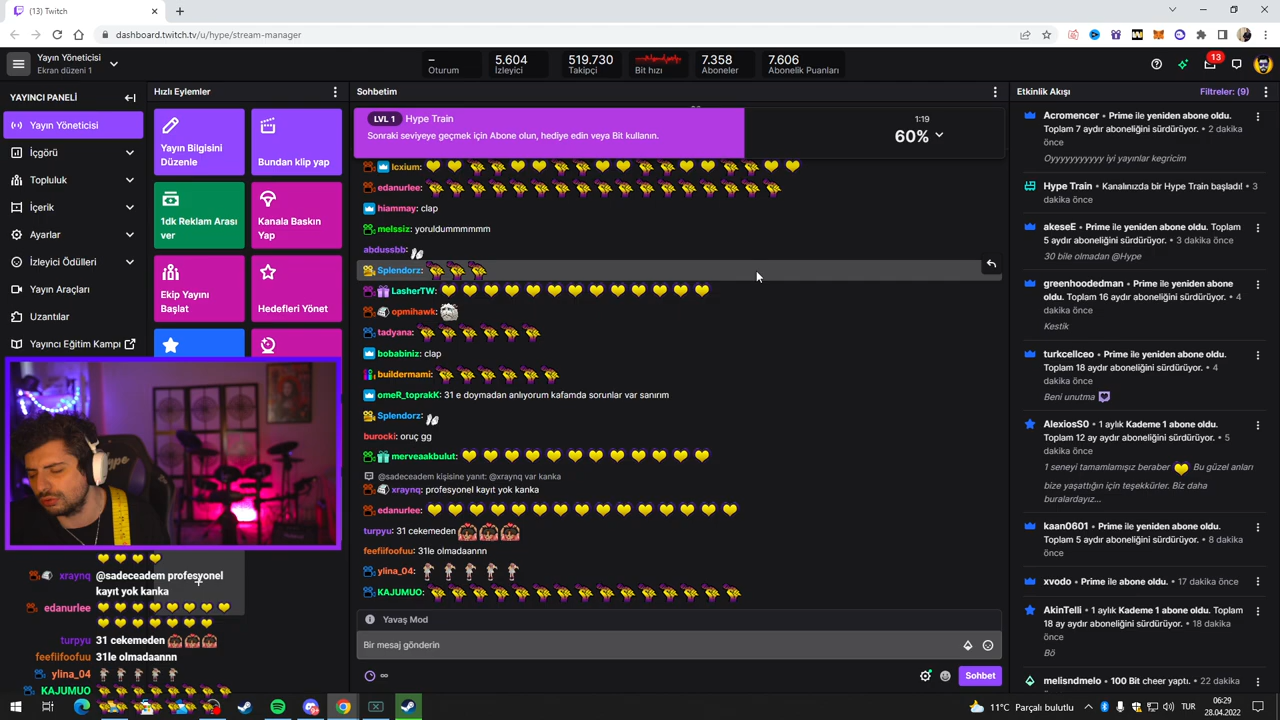 (13) Twitch
dashboard.twitch.tv/u/hype/stream-manager
Yayın Yöneticisi
Ekran düzeni 1
–
Oturum
5.604
İzleyici
519.730
Takipçi
Bit hızı
7.358
Aboneler
7.606
Abonelik Puanları
13
YAYINCI PANELİ
Yayın Yöneticisi
İçgörü
Topluluk
İçerik
Ayarlar
İzleyici Ödülleri
Yayın Araçları
Uzantılar
Yayıncı Eğitim Kampı
Hızlı Eylemler
Yayın Bilgisini
Düzenle
Bundan klip yap
1dk Reklam Arası
ver
Kanala Baskın
Yap
Ekip Yayını
Başlat
Hedefleri Yönet
Hype
xraynq @sadeceadem profesyonel
kayıt yok kanka
edanurlee
turpyu 31 cekemeden
feefiifoofuu 31le olmadaannn
ylina_04
KAJUMUO
Sohbetim
LVL 1 Hype Train
Sonraki seviyeye geçmek için Abone olun, hediye edin veya Bit kullanın.
1:19
60%
Icxium:
edanurlee:
hiammay: clap
melssiz: yoruldummmmmm
abdussbb:
Splendorz:
LasherTW:
opmihawk:
tadyana:
bobabiniz: clap
buildermami:
omeR_toprakK: 31 e doymadan anlıyorum kafamda sorunlar var sanırım
Splendorz:
burocki: oruç gg
merveaakbulut:
@sadeceadem kişisine yanıt: @xraynq var kanka
xraynq: profesyonel kayıt yok kanka
edanurlee:
turpyu: 31 cekemeden
feefiifoofuu: 31le olmadaannn
ylina_04:
KAJUMUO:
Yavaş Mod
Bir mesaj gönderin
∞
Sohbet
Etkinlik Akışı
Filtreler: (9)
Acromencer • Prime ile yeniden abone oldu.
Toplam 7 aydır aboneliğini sürdürüyor. • 2 dakika
önce
Oyyyyyyyyyy iyi yayınlar kegricim
Hype Train • Kanalınızda bir Hype Train başladı! • 3
dakika önce
akeseE • Prime ile yeniden abone oldu. Toplam
5 aydır aboneliğini sürdürüyor. • 3 dakika önce
30 bile olmadan @Hype
greenhoodedman • Prime ile yeniden abone
oldu. Toplam 16 aydır aboneliğini sürdürüyor. • 4
dakika önce
Kestik
turkcellceo • Prime ile yeniden abone oldu.
Toplam 18 aydır aboneliğini sürdürüyor. • 4
dakika önce
Beni unutma
AlexiosS0 • 1 aylık Kademe 1 abone oldu.
Toplam 12 ay aydır aboneliğini sürdürüyor. • 5
dakika önce
1 seneyi tamamlamışız beraber Bu güzel anları
bize yaşattığın için teşekkürler. Biz daha
buralardayız...
kaan0601 • Prime ile yeniden abone oldu.
Toplam 5 aydır aboneliğini sürdürüyor. • 8 dakika
önce
xvodo • Prime ile abone oldu. • 17 dakika önce
AkinTelli • 1 aylık Kademe 1 abone oldu. Toplam
18 ay aydır aboneliğini sürdürüyor. • 18 dakika
önce
Bö
melisndmelo • 100 Bit cheer yaptı. • 22 dakika
11°C Parçalı bulutlu
TUR
06:29
28.04.2022